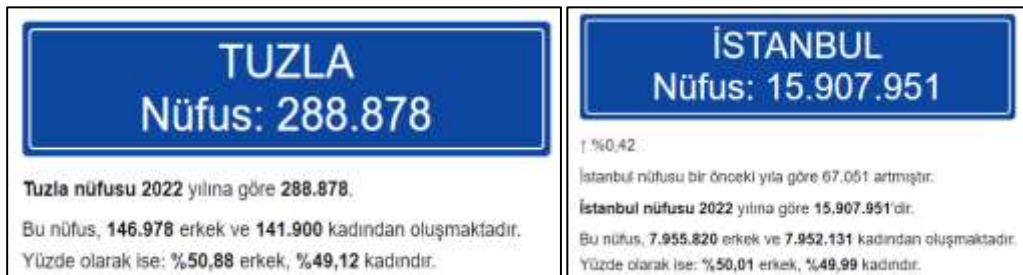 TUZLA
Nüfus: 288.878
Tuzla nüfusu 2022 yılına göre 288.878.
Bu nüfus, 146.978 erkek ve 141.900 kadından oluşmaktadır.
Yüzde olarak ise: %50,88 erkek, %49,12 kadındır.
İSTANBUL
Nüfus: 15.907.951
↑ %0,42
İstanbul nüfusu bir önceki yıla göre 67.051 artmıştır.
İstanbul nüfusu 2022 yılına göre 15.907.951'dir.
Bu nüfus, 7.955.820 erkek ve 7.952.131 kadından oluşmaktadır.
Yüzde olarak ise: %50,01 erkek, %49,99 kadındır.